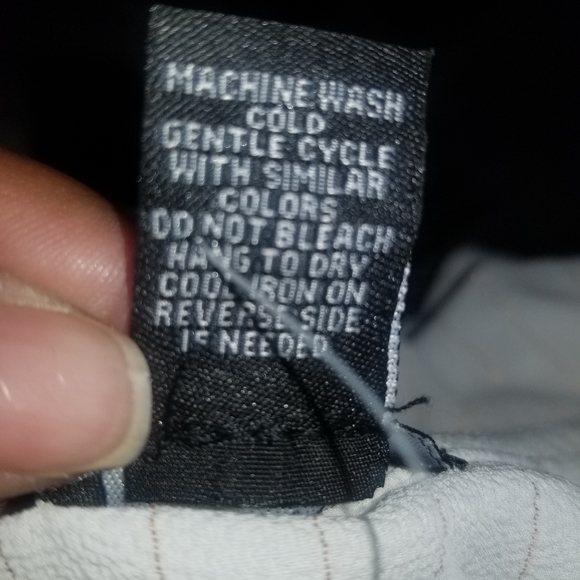 MACHINE WASH
COLD
GENTLE CYCLE
WITH SIMILAR
COLORS
DO NOT BLEACH
HANG TO DRY
COOL IRON ON
REVERSE SIDE
IF NEEDED